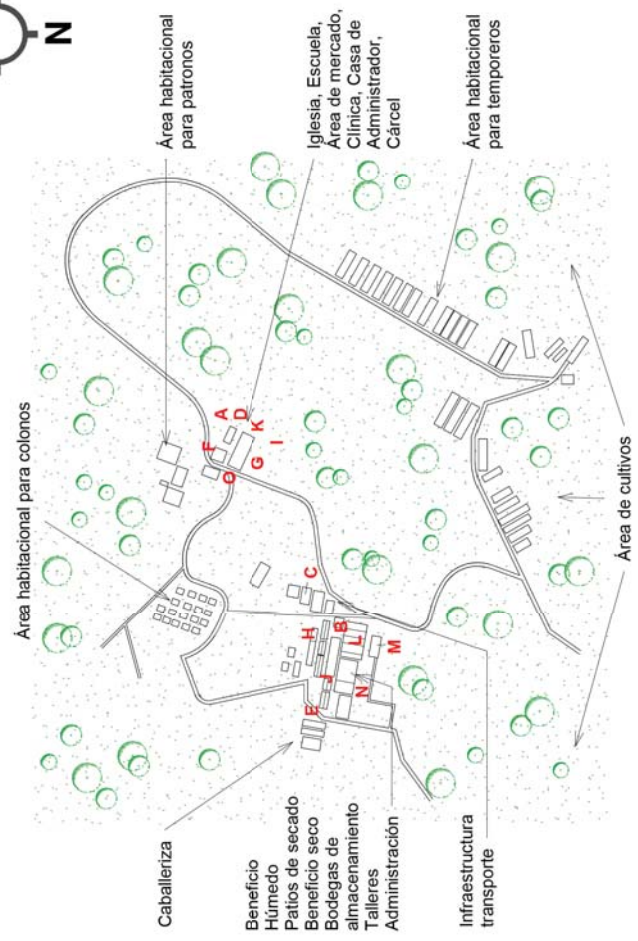 N
Área habitacional
para patronos
Iglesia, Escuela,
Área de mercado,
Clínica, Casa de
Administrador,
Cárcel
Área habitacional
para temporeros
Área habitacional para colonos
A
D
F
K
I
O
G
C
H
B
L
M
J
N
E
Área de cultivos
Caballeriza
Beneficio
Húmedo
Patios de secado
Beneficio seco
Bodegas de
almacenamiento
Talleres
Administración
Infraestructura
transporte